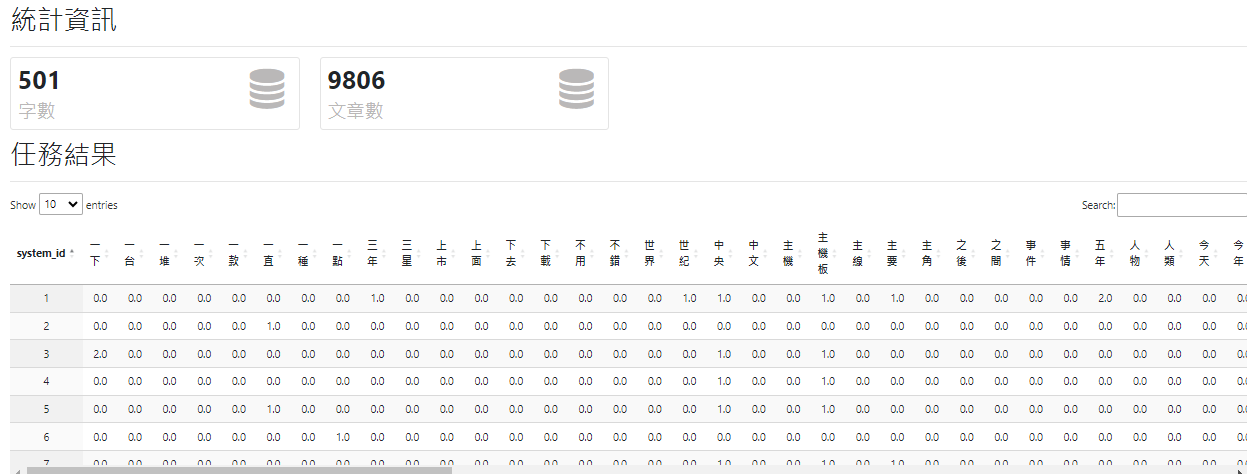 統計資訊
501
字數
9806
文章數
任務結果
Show 10 entries
Search:
system_id 一下 一台 一堆 一次 一款 一直 一種 一點 三年 三星 上市 上面 下去 下載 不用 不錯 世界 世紀 中央 中文 主機 主機板 主線 主要 主角 之後 之間 事件 事情 五年 人物 人類 今天 今年
1 0.0 0.0 0.0 0.0 0.0 0.0 0.0 0.0 1.0 0.0 0.0 0.0 0.0 0.0 0.0 0.0 0.0 1.0 1.0 0.0 0.0 1.0 0.0 1.0 0.0 0.0 0.0 0.0 0.0 2.0 0.0 0.0 0.0
2 0.0 0.0 0.0 0.0 0.0 1.0 0.0 0.0 0.0 0.0 0.0 0.0 0.0 0.0 0.0 0.0 0.0 0.0 0.0 0.0 0.0 0.0 0.0 0.0 0.0 0.0 0.0 0.0 0.0 0.0 0.0 0.0 0.0
3 2.0 0.0 0.0 0.0 0.0 0.0 0.0 0.0 0.0 0.0 0.0 0.0 0.0 0.0 0.0 0.0 0.0 0.0 1.0 0.0 0.0 1.0 0.0 0.0 0.0 0.0 0.0 0.0 0.0 0.0 0.0 0.0 0.0
4 0.0 0.0 0.0 0.0 0.0 0.0 0.0 0.0 0.0 0.0 0.0 0.0 0.0 0.0 0.0 0.0 0.0 0.0 1.0 0.0 0.0 1.0 0.0 0.0 0.0 0.0 0.0 0.0 0.0 0.0 0.0 0.0 0.0
5 0.0 0.0 0.0 0.0 0.0 1.0 0.0 0.0 0.0 0.0 0.0 0.0 0.0 0.0 0.0 0.0 0.0 0.0 1.0 0.0 0.0 1.0 0.0 0.0 0.0 0.0 0.0 0.0 0.0 0.0 0.0 0.0 0.0
6 0.0 0.0 0.0 0.0 0.0 0.0 0.0 1.0 0.0 0.0 0.0 0.0 0.0 0.0 0.0 0.0 0.0 0.0 1.0 0.0 0.0 1.0 0.0 0.0 0.0 0.0 0.0 0.0 0.0 0.0 0.0 0.0 0.0